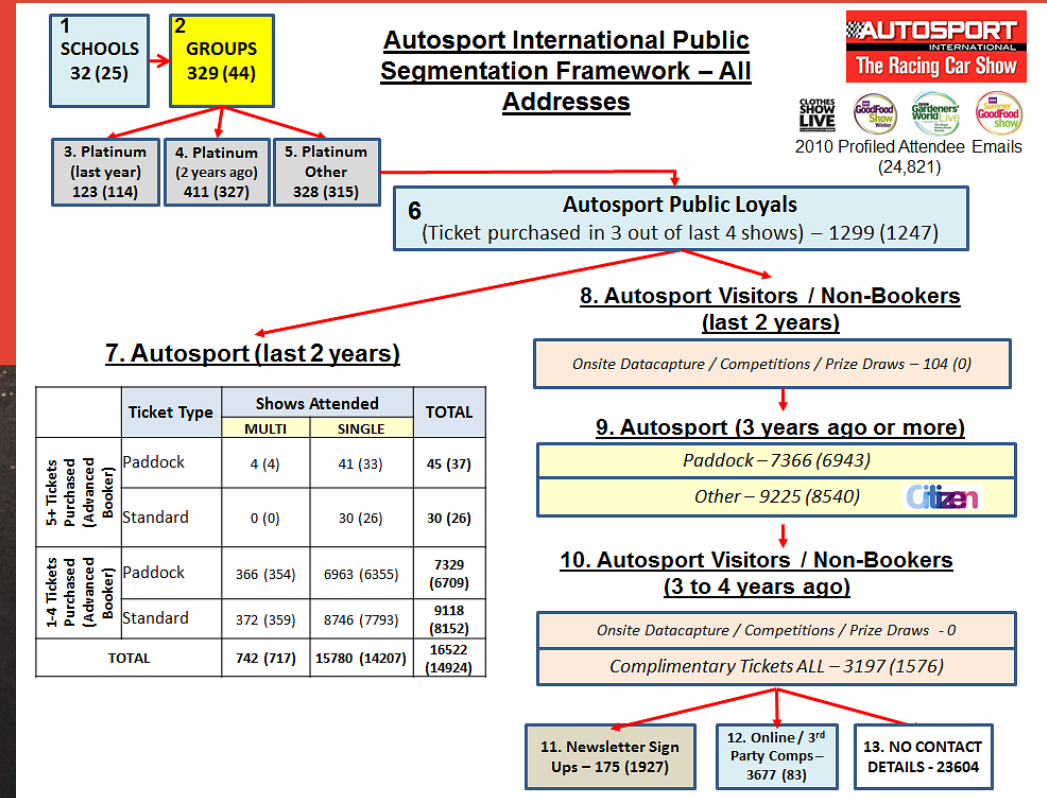 1
SCHOOLS
32 (25)
2
GROUPS
329 (44)
Autosport International Public
Segmentation Framework – All
Addresses
AUTOSPORT
INTERNATIONAL
The Racing Car Show
CLOTHES
SHOW
LIVE
GoodFood
Show
Winter
Gardeners'
World Live
Summer
GoodFood
show
2010 Profiled Attendee Emails
(24,821)
3. Platinum
(last year)
123 (114)
4. Platinum
(2 years ago)
411 (327)
5. Platinum
Other
328 (315)
6
Autosport Public Loyals
(Ticket purchased in 3 out of last 4 shows) – 1299 (1247)
7. Autosport (last 2 years)
Ticket Type
Shows Attended
TOTAL
MULTI
SINGLE
5+ Tickets
Purchased
(Advanced
Booker)
Paddock
4 (4)
41 (33)
45 (37)
Standard
0 (0)
30 (26)
30 (26)
1-4 Tickets
Purchased
(Advanced
Booker)
Paddock
366 (354)
6963 (6355)
7329
(6709)
Standard
372 (359)
8746 (7793)
9118
(8152)
TOTAL
742 (717)
15780 (14207)
16522
(14924)
8. Autosport Visitors / Non-Bookers
(last 2 years)
Onsite Datacapture / Competitions / Prize Draws – 104 (0)
9. Autosport (3 years ago or more)
Paddock – 7366 (6943)
Other – 9225 (8540)
Citizen
10. Autosport Visitors / Non-Bookers
(3 to 4 years ago)
Onsite Datacapture / Competitions / Prize Draws - 0
Complimentary Tickets ALL – 3197 (1576)
11. Newsletter Sign
Ups – 175 (1927)
12. Online / 3rd
Party Comps –
3677 (83)
13. NO CONTACT
DETAILS - 23604